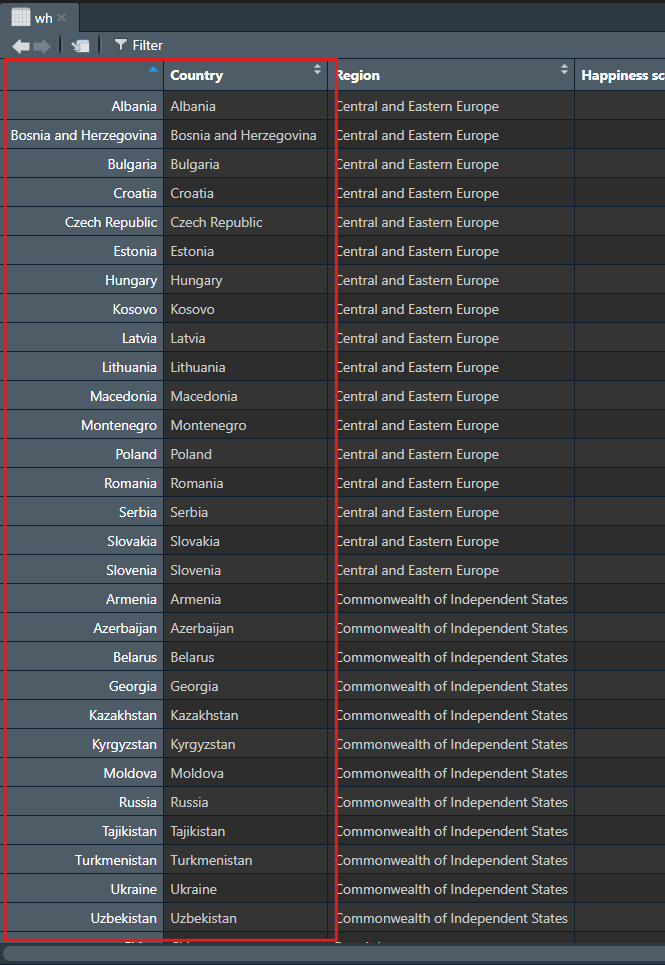 wh
Filter
Country Region Happiness sc
Albania Albania Central and Eastern Europe
Bosnia and Herzegovina Bosnia and Herzegovina Central and Eastern Europe
Bulgaria Bulgaria Central and Eastern Europe
Croatia Croatia Central and Eastern Europe
Czech Republic Czech Republic Central and Eastern Europe
Estonia Estonia Central and Eastern Europe
Hungary Hungary Central and Eastern Europe
Kosovo Kosovo Central and Eastern Europe
Latvia Latvia Central and Eastern Europe
Lithuania Lithuania Central and Eastern Europe
Macedonia Macedonia Central and Eastern Europe
Montenegro Montenegro Central and Eastern Europe
Poland Poland Central and Eastern Europe
Romania Romania Central and Eastern Europe
Serbia Serbia Central and Eastern Europe
Slovakia Slovakia Central and Eastern Europe
Slovenia Slovenia Central and Eastern Europe
Armenia Armenia Commonwealth of Independent States
Azerbaijan Azerbaijan Commonwealth of Independent States
Belarus Belarus Commonwealth of Independent States
Georgia Georgia Commonwealth of Independent States
Kazakhstan Kazakhstan Commonwealth of Independent States
Kyrgyzstan Kyrgyzstan Commonwealth of Independent States
Moldova Moldova Commonwealth of Independent States
Russia Russia Commonwealth of Independent States
Tajikistan Tajikistan Commonwealth of Independent States
Turkmenistan Turkmenistan Commonwealth of Independent States
Ukraine Ukraine Commonwealth of Independent States
Uzbekistan Uzbekistan Commonwealth of Independent States